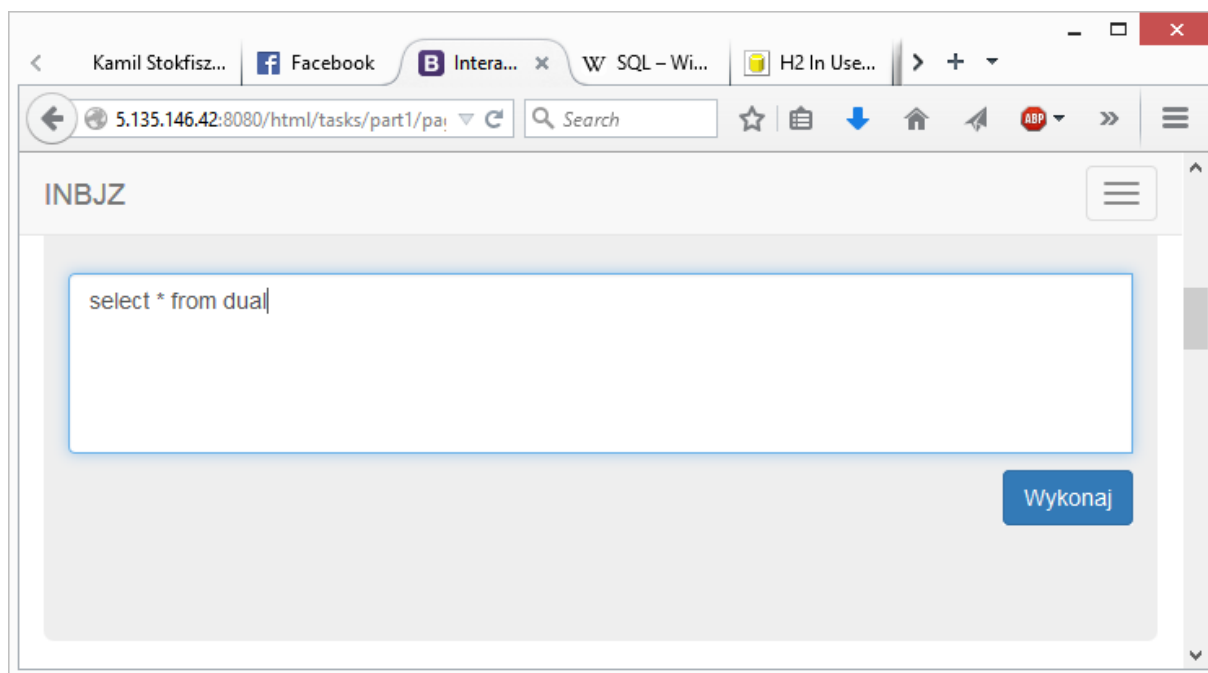 Kamil Stokfisz... Facebook Intera... SQL – Wi... H2 In Use...
5.135.146.42:8080/html/tasks/part1/pa Search ABP
INBJZ
select * from dual
Wykonaj